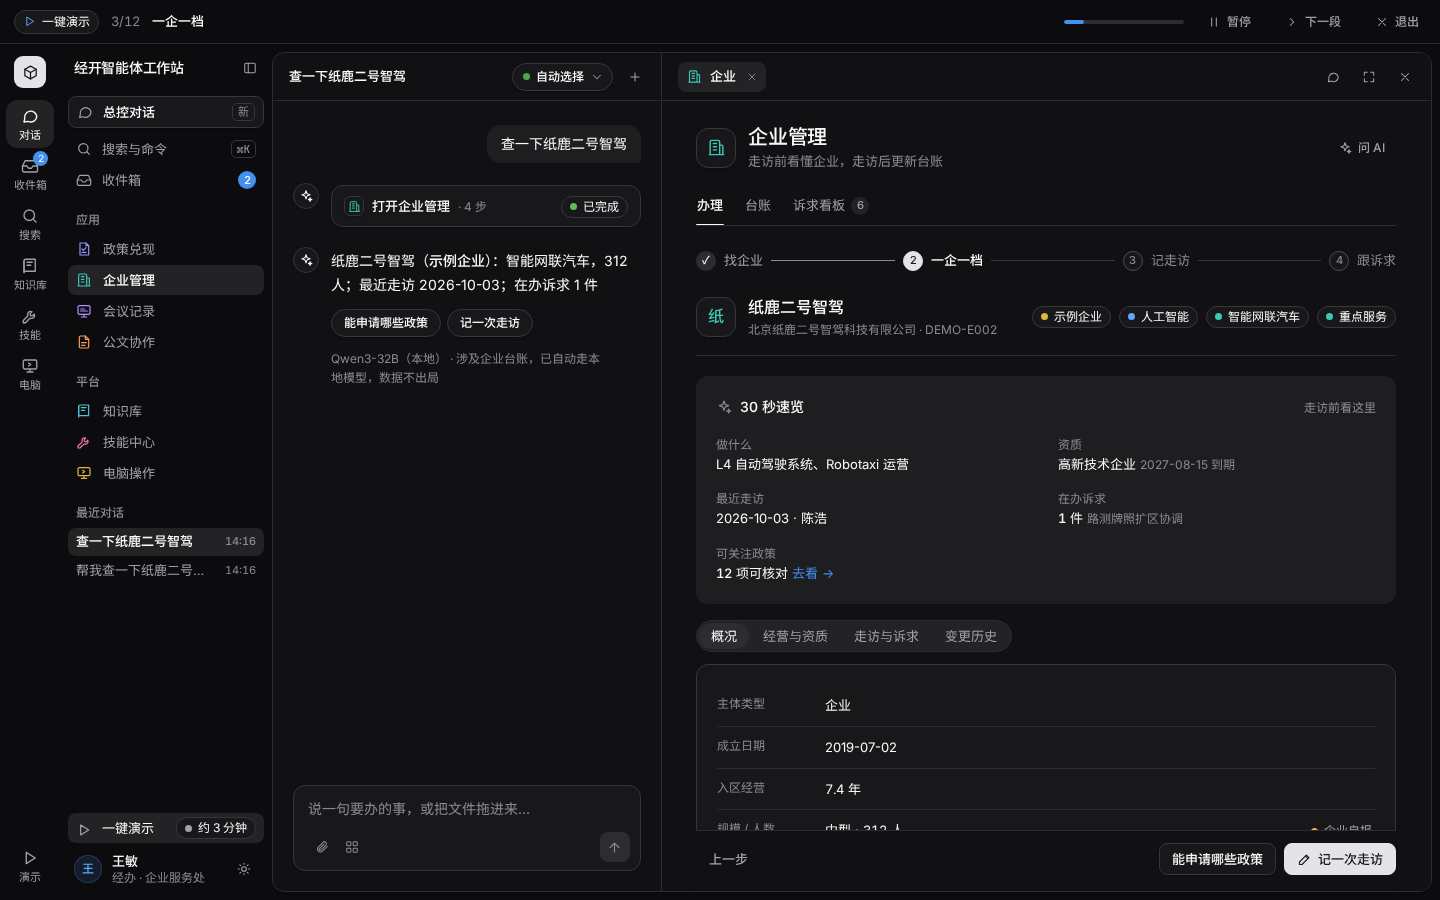 一键演示
3/12
一企一档
暂停
下一段
退出
对话
2
收件箱
搜索
知识库
技能
电脑
演示
经开智能体工作站
总控对话
新
搜索与命令
⌘K
收件箱
2
应用
政策兑现
企业管理
会议记录
公文协作
平台
知识库
技能中心
电脑操作
最近对话
查一下纸鹿二号智驾
14:16
帮我查一下纸鹿二号...
14:16
一键演示
约 3 分钟
王
王敏
经办 · 企业服务处
查一下纸鹿二号智驾
自动选择
查一下纸鹿二号智驾
打开企业管理 · 4 步
已完成
纸鹿二号智驾（示例企业）：智能网联汽车，312
人；最近走访 2026-10-03；在办诉求 1 件
能申请哪些政策
记一次走访
Qwen3-32B（本地） · 涉及企业台账，已自动走本
地模型，数据不出局
说一句要办的事，或把文件拖进来...
企业
企业管理
走访前看懂企业，走访后更新台账
问 AI
办理
台账
诉求看板 6
找企业
2 一企一档
3 记走访
4 跟诉求
纸
纸鹿二号智驾
北京纸鹿二号智驾科技有限公司 · DEMO-E002
示例企业
人工智能
智能网联汽车
重点服务
30 秒速览
走访前看这里
做什么
L4 自动驾驶系统、Robotaxi 运营
资质
高新技术企业 2027-08-15 到期
最近走访
2026-10-03 · 陈浩
在办诉求
1 件 路测牌照扩区协调
可关注政策
12 项可核对 去看 →
概况
经营与资质
走访与诉求
变更历史
主体类型
企业
成立日期
2019-07-02
入区经营
7.4 年
规模 / 人数
中型 · 312 人
企业自报
上一步
能申请哪些政策
记一次走访